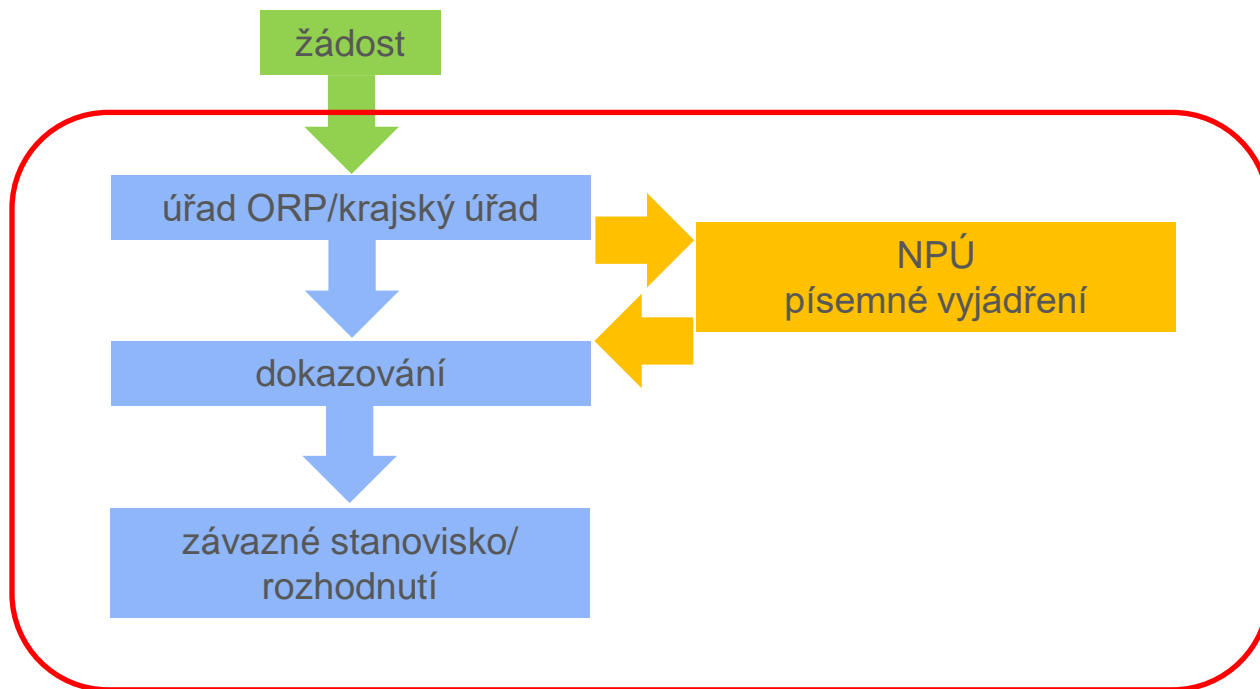 žádost
úřad ORP/krajský úřad
NPÚ
písemné vyjádření
dokazování
závazné stanovisko/
rozhodnutí